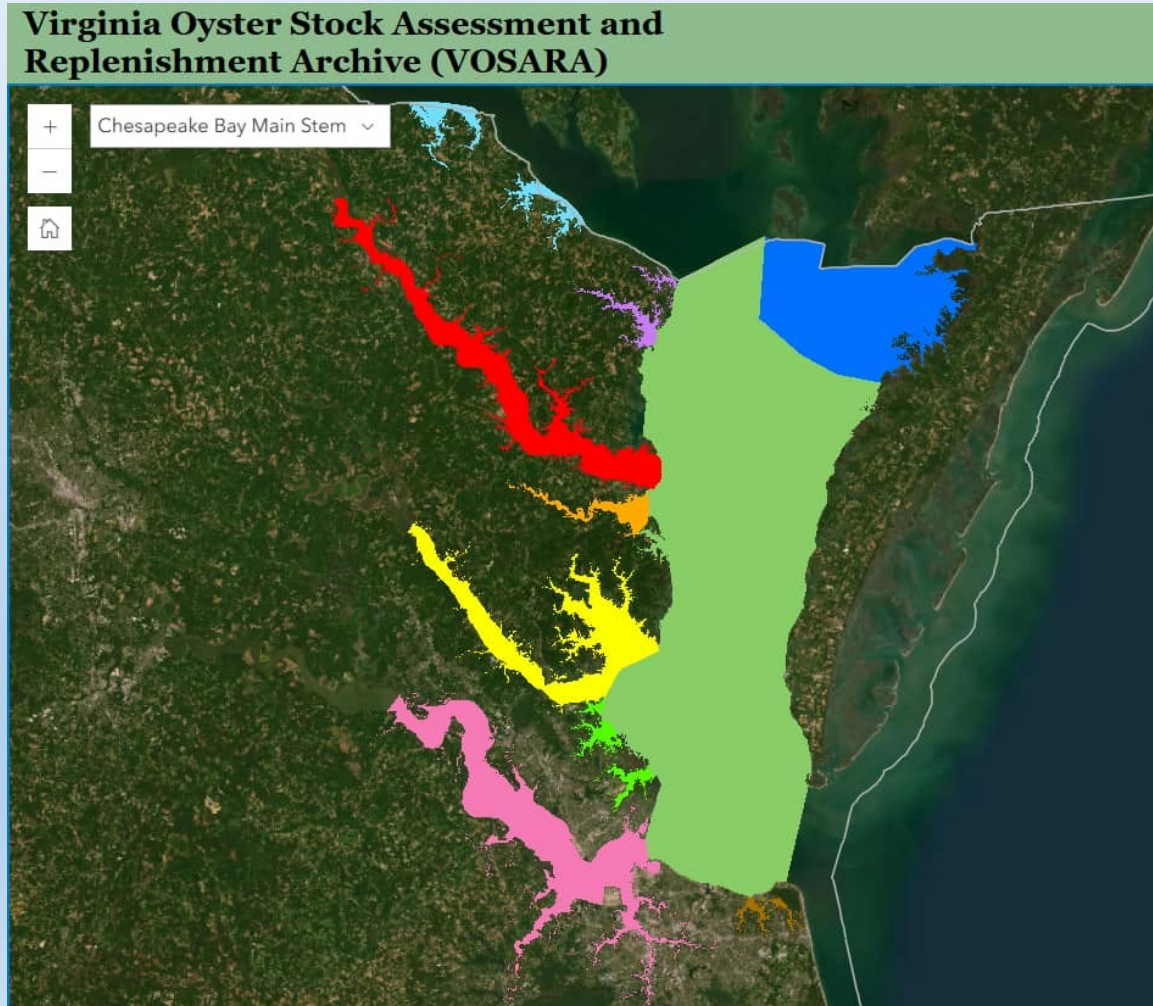 Virginia Oyster Stock Assessment and
Replenishment Archive (VOSARA)
+
Chesapeake Bay Main Stem
−